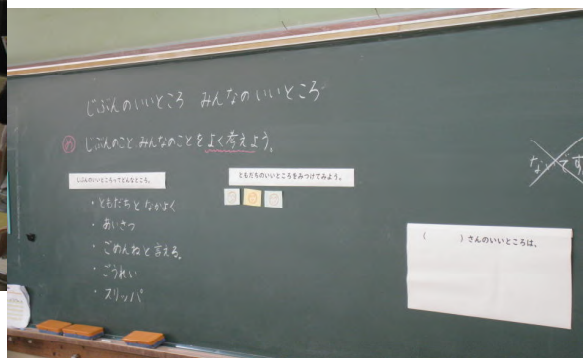 じぶんのいいところ みんなのいいところ
め じぶんのこと みんなのことをよく考えよう。
じぶんのいいところってどんなところ。
・ともだちとなかよく
・あいさつ
・ごめんねと言える。
・ごうれい
・スリッパ
ともだちのいいところをみつけてみよう。
ないです
(　　　)さんのいいところは、